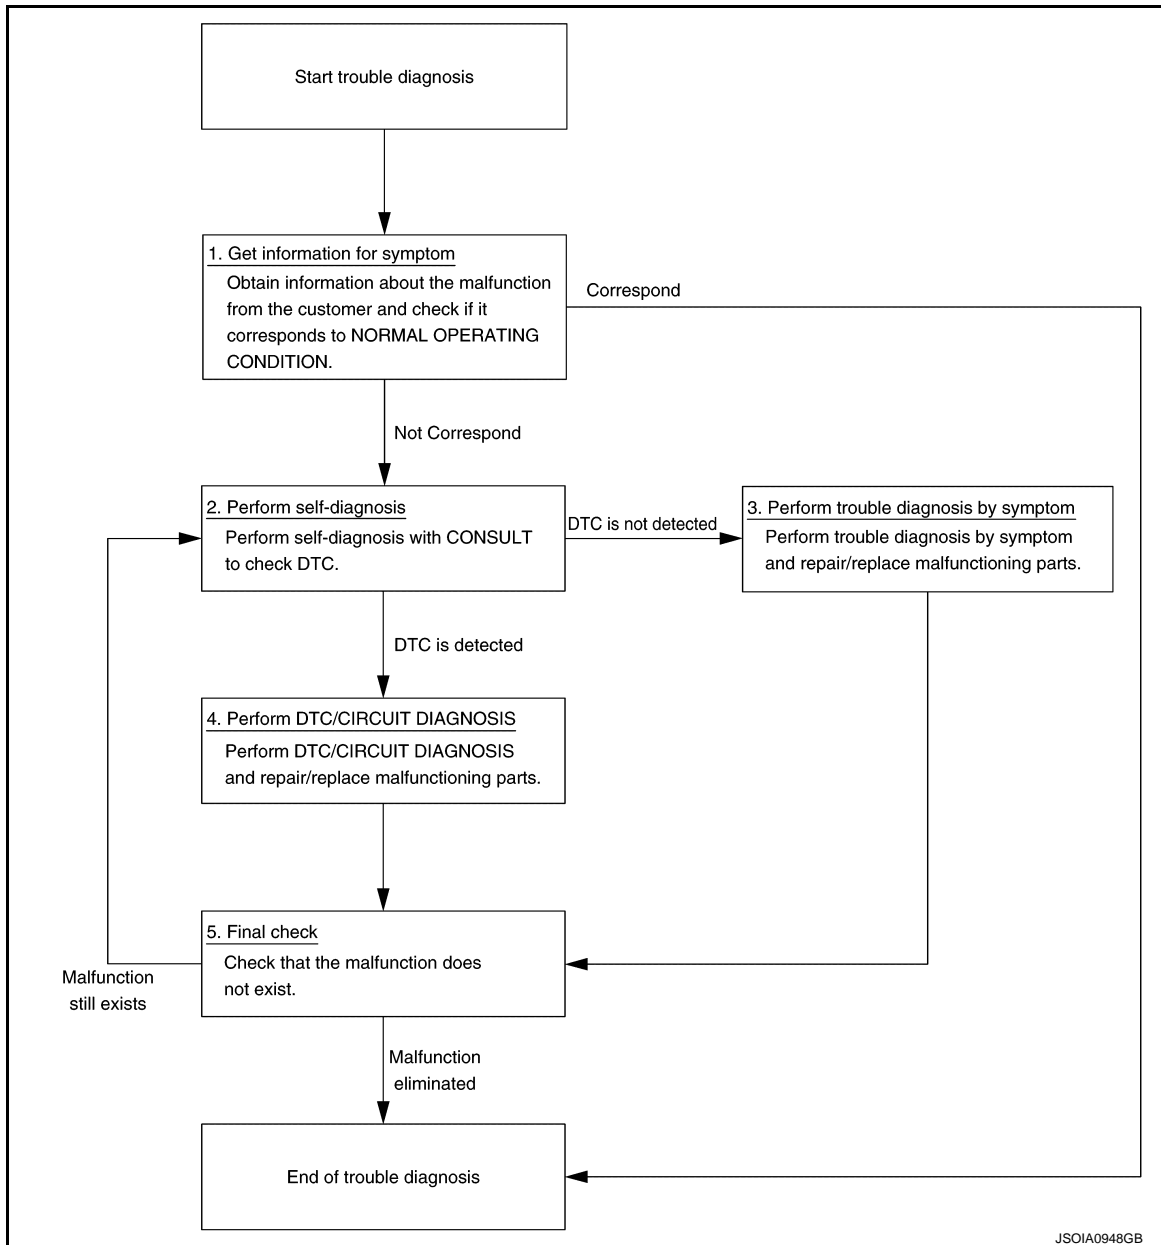 Start trouble diagnosis
1. Get information for symptom
Obtain information about the malfunction
from the customer and check if it
corresponds to NORMAL OPERATING
CONDITION.
Correspond
Not Correspond
2. Perform self-diagnosis
Perform self-diagnosis with CONSULT
to check DTC.
DTC is not detected
3. Perform trouble diagnosis by symptom
Perform trouble diagnosis by symptom
and repair/replace malfunctioning parts.
DTC is detected
4. Perform DTC/CIRCUIT DIAGNOSIS
Perform DTC/CIRCUIT DIAGNOSIS
and repair/replace malfunctioning parts.
5. Final check
Check that the malfunction does
not exist.
Malfunction
still exists
Malfunction
eliminated
End of trouble diagnosis
JSOIA0948GB